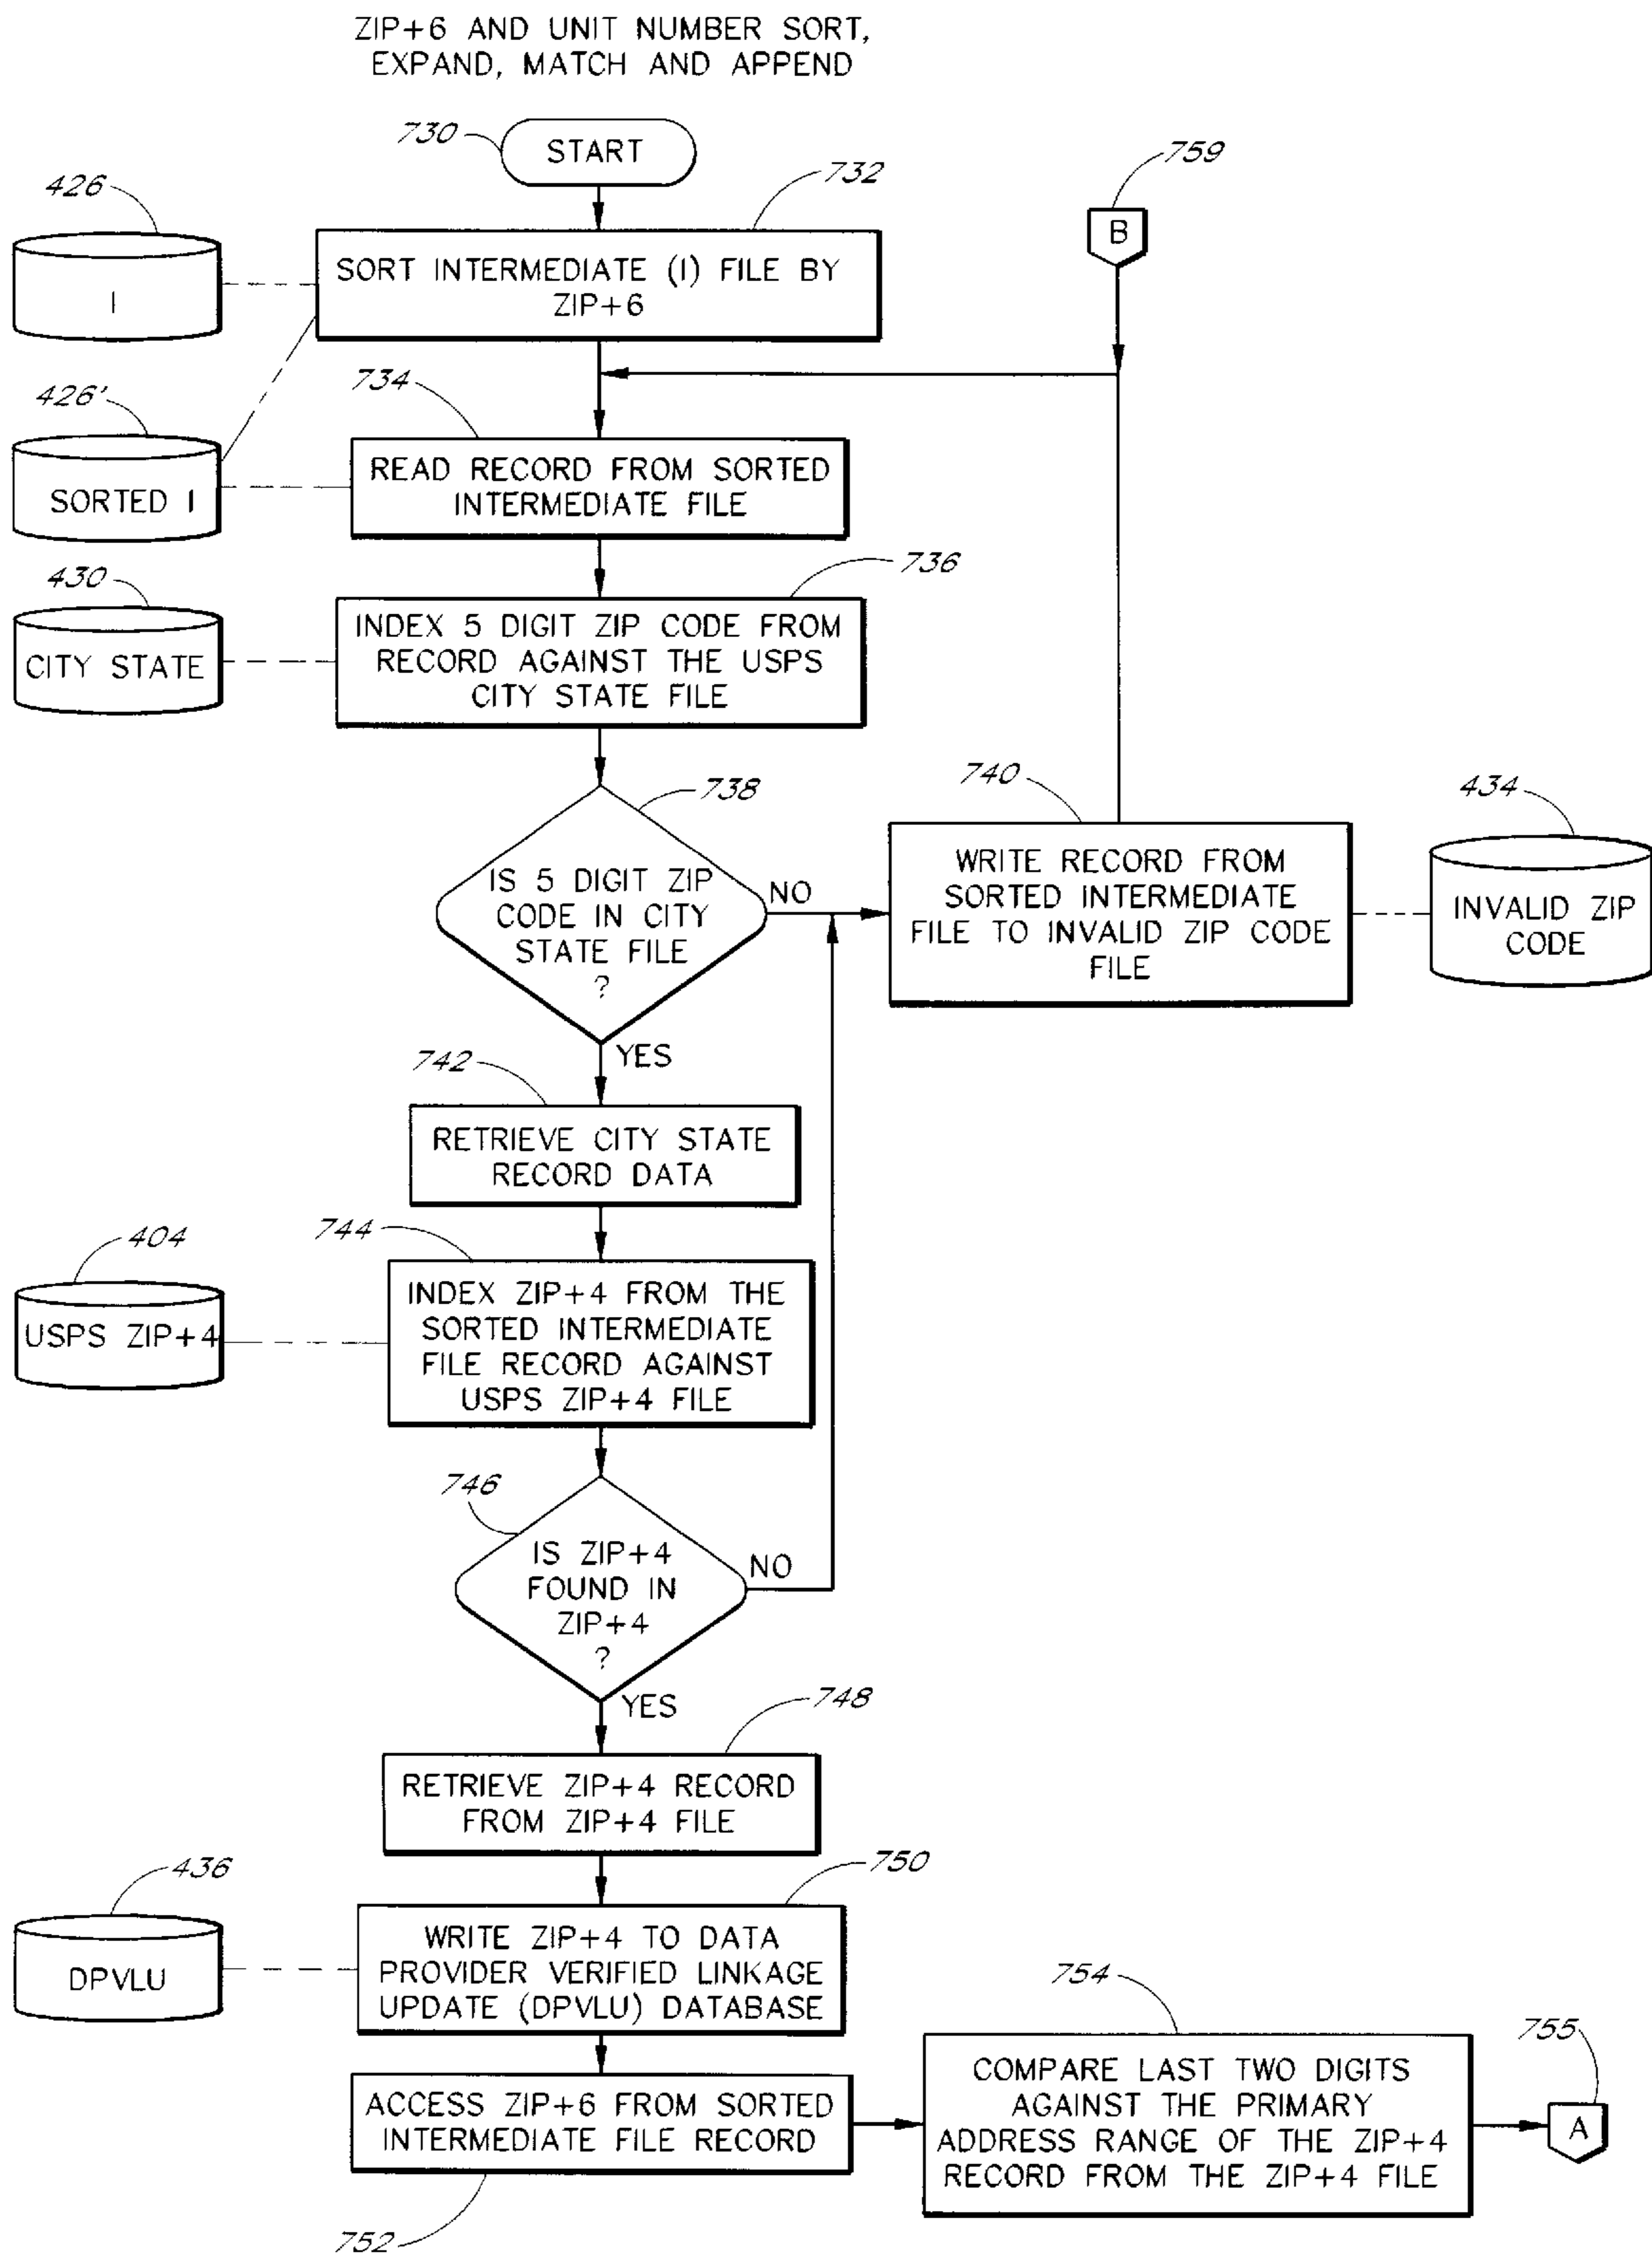 ZIP+6 AND UNIT NUMBER SORT,
EXPAND, MATCH AND APPEND
730
START
759
B
732
426
I
SORT INTERMEDIATE (I) FILE BY
ZIP+6
426'
SORTED I
734
READ RECORD FROM SORTED
INTERMEDIATE FILE
736
430
CITY STATE
INDEX 5 DIGIT ZIP CODE FROM
RECORD AGAINST THE USPS
CITY STATE FILE
738
IS 5 DIGIT ZIP
CODE IN CITY
STATE FILE
?
NO
YES
740
WRITE RECORD FROM
SORTED INTERMEDIATE
FILE TO INVALID ZIP CODE
FILE
434
INVALID ZIP
CODE
742
RETRIEVE CITY STATE
RECORD DATA
744
404
USPS ZIP+4
INDEX ZIP+4 FROM THE
SORTED INTERMEDIATE
FILE RECORD AGAINST
USPS ZIP+4 FILE
746
IS ZIP+4
FOUND IN
ZIP+4
?
NO
YES
748
RETRIEVE ZIP+4 RECORD
FROM ZIP+4 FILE
750
436
DPVLU
WRITE ZIP+4 TO DATA
PROVIDER VERIFIED LINKAGE
UPDATE (DPVLU) DATABASE
752
ACCESS ZIP+6 FROM SORTED
INTERMEDIATE FILE RECORD
754
COMPARE LAST TWO DIGITS
AGAINST THE PRIMARY
ADDRESS RANGE OF THE ZIP+4
RECORD FROM THE ZIP+4 FILE
755
A